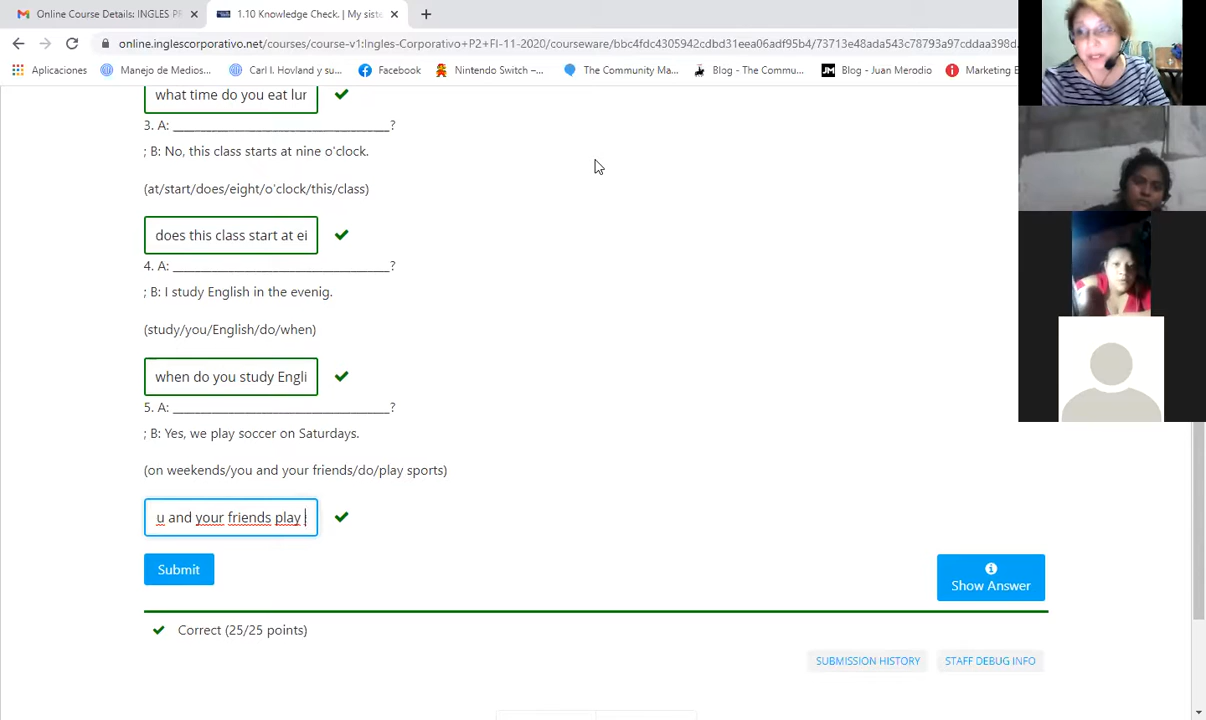 Online Course Details: INGLES PR
1.10 Knowledge Check. | My siste
online.inglescorporativo.net/courses/course-v1:Ingles-Corporativo+P2+FI-11-2020/courseware/bbc4fdc4305942cdbd31eea06adf95b4/73713e48ada543c78793a97cddaa398d
Aplicaciones
Manejo de Medios...
Carl I. Hovland y su...
Facebook
Nintendo Switch –...
The Community Ma...
Blog - The Commu...
JM Blog - Juan Merodio
Marketing E
what time do you eat lur
3. A: ____________________________________?
; B: No, this class starts at nine o'clock.
(at/start/does/eight/o'clock/this/class)
does this class start at ei
4. A: ____________________________________?
; B: I study English in the evenig.
(study/you/English/do/when)
when do you study Engli
5. A: ____________________________________?
; B: Yes, we play soccer on Saturdays.
(on weekends/you and your friends/do/play sports)
u and your friends play
Submit
Show Answer
Correct (25/25 points)
SUBMISSION HISTORY
STAFF DEBUG INFO